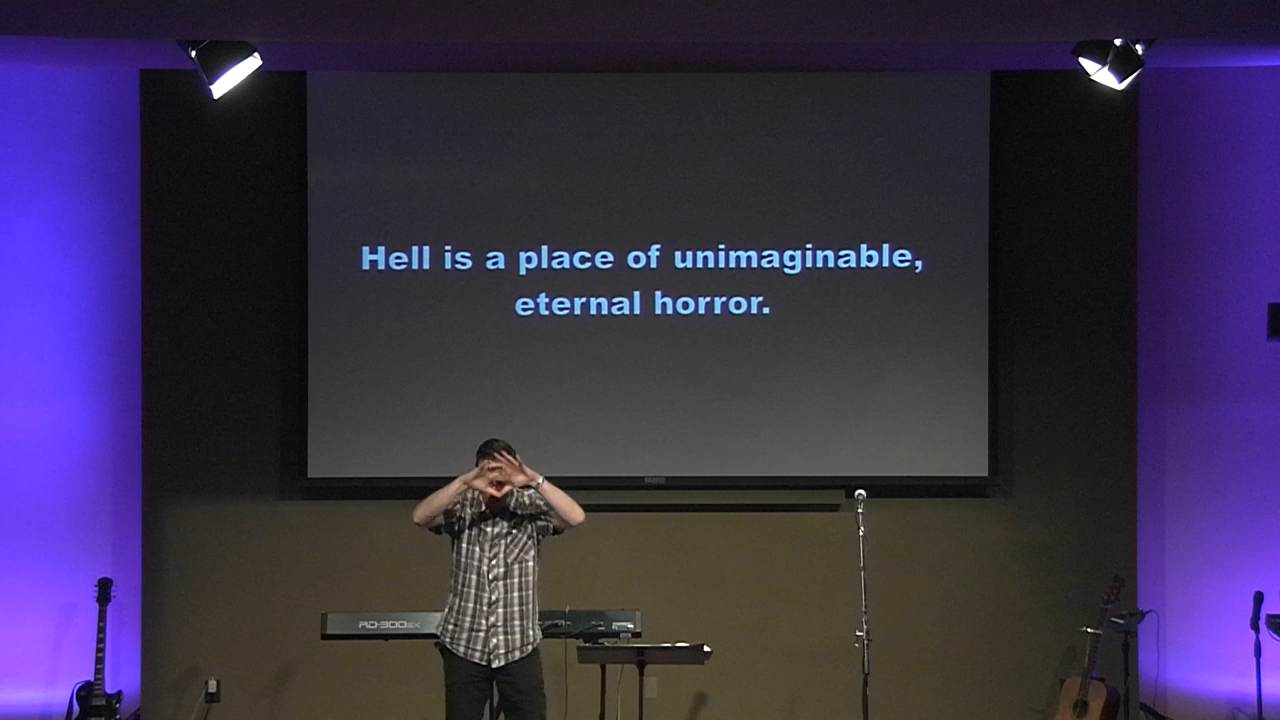 Hell is a place of unimaginable,
eternal horror.
RD-300SX